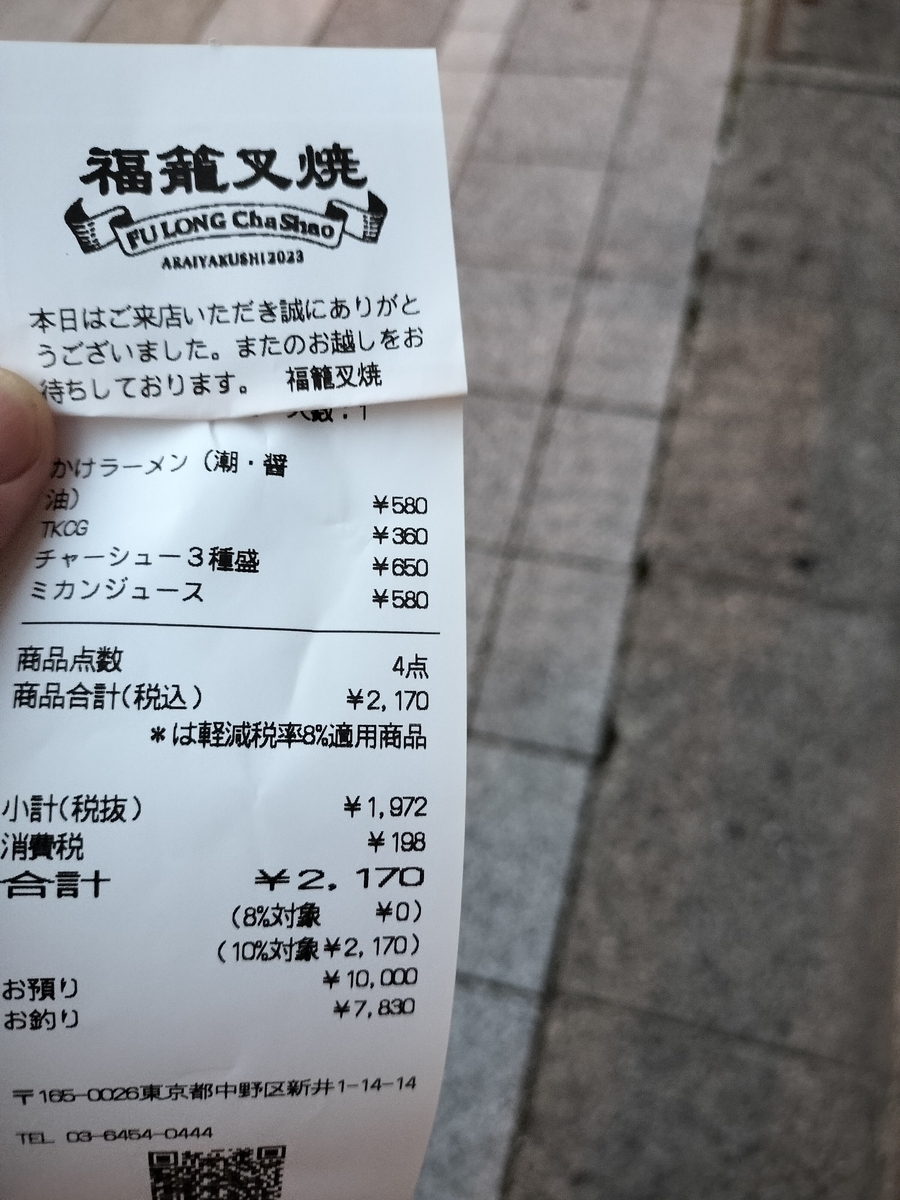 福籠叉焼
FU LONG ChaShao
ARAIYAKUSHI2023
本日はご来店いただき誠にありがと
うございました。またのお越しをお
待ちしております。 福籠叉焼
人数:1
かけラーメン(潮・醤
油) ¥580
TKCG ¥360
チャーシュー3種盛 ¥650
ミカンジュース ¥580
商品点数 4点
商品合計(税込) ¥2,170
*は軽減税率8%適用商品
小計(税抜) ¥1,972
消費税 ¥198
合計 ¥2,170
(8%対象 ¥0)
(10%対象¥2,170)
お預り ¥10,000
お釣り ¥7,830
〒165-0026東京都中野区新井1-14-14
TEL 03-6454-0444